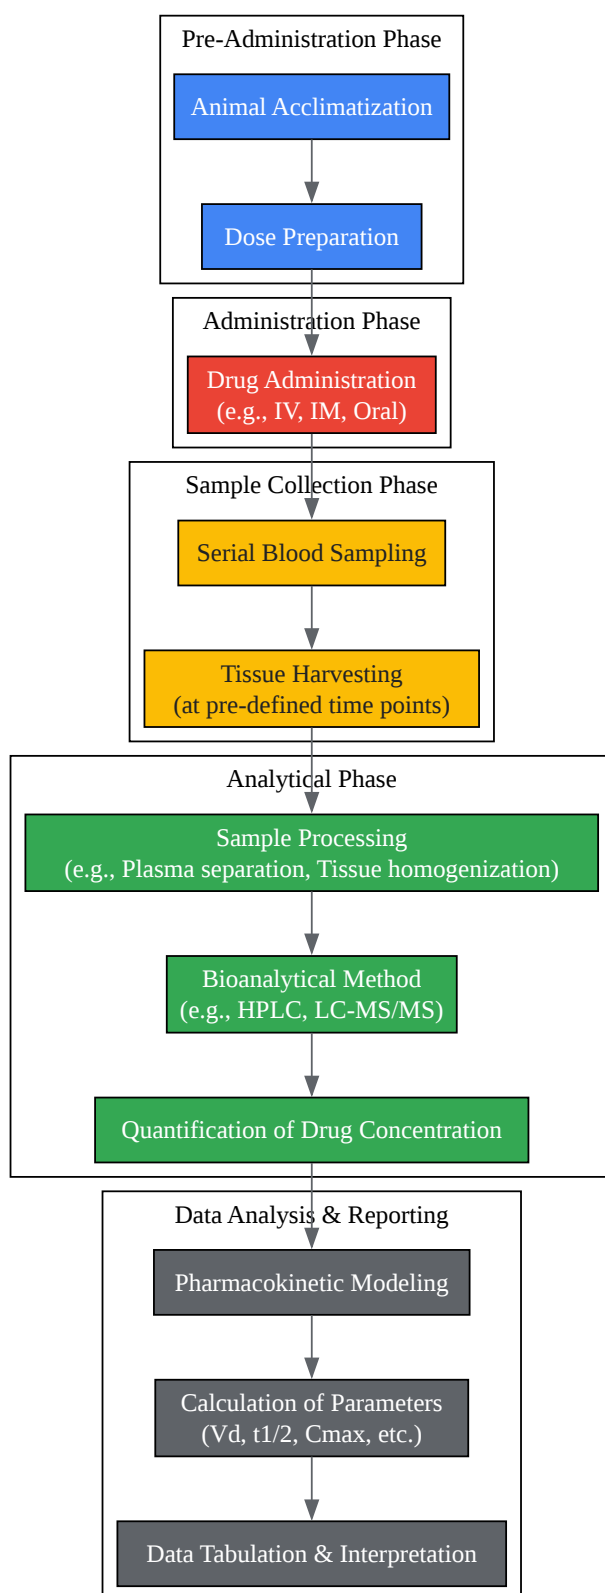 Pre-Administration Phase
Animal Acclimatization
Dose Preparation
Administration Phase
Drug Administration
(e.g., IV, IM, Oral)
Sample Collection Phase
Serial Blood Sampling
Tissue Harvesting
(at pre-defined time points)
Analytical Phase
Sample Processing
(e.g., Plasma separation, Tissue homogenization)
Bioanalytical Method
(e.g., HPLC, LC-MS/MS)
Quantification of Drug Concentration
Data Analysis & Reporting
Pharmacokinetic Modeling
Calculation of Parameters
(Vd, t1/2, Cmax, etc.)
Data Tabulation & Interpretation